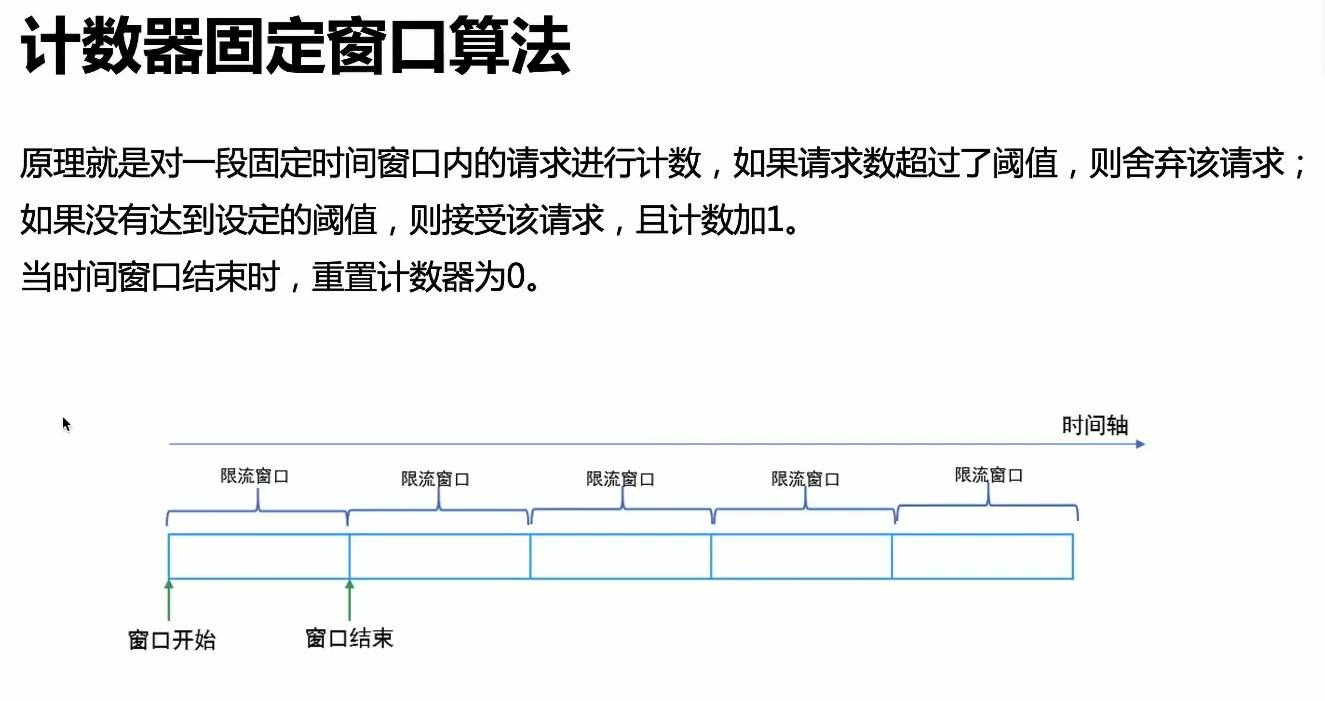 计数器固定窗口算法
原理就是对一段固定时间窗口内的请求进行计数，如果请求数超过了阈值，则舍弃该请求；
如果没有达到设定的阈值，则接受该请求，且计数加1。
当时间窗口结束时，重置计数器为0。
时间轴
限流窗口
限流窗口
限流窗口
限流窗口
限流窗口
窗口开始
窗口结束